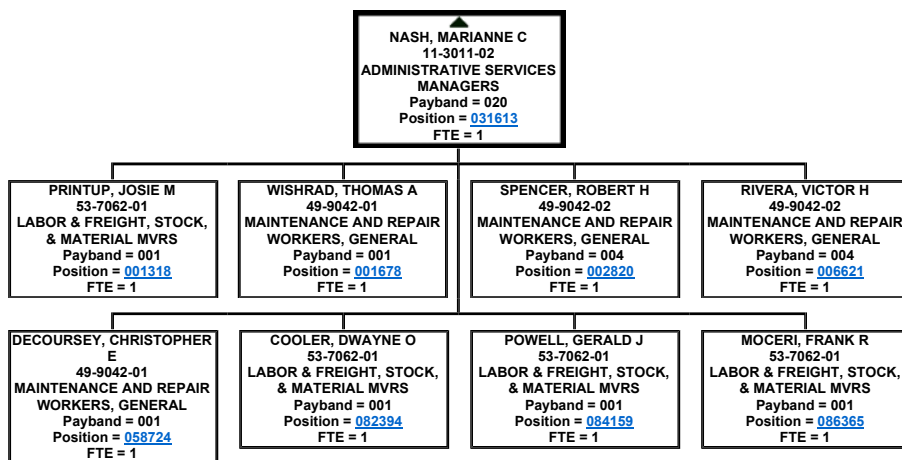 NASH, MARIANNE C
11-3011-02
ADMINISTRATIVE SERVICES
MANAGERS
Payband = 020
Position = 031613
FTE = 1
PRINTUP, JOSIE M
53-7062-01
LABOR & FREIGHT, STOCK,
& MATERIAL MVRS
Payband = 001
Position = 001318
FTE = 1
WISHRAD, THOMAS A
49-9042-01
MAINTENANCE AND REPAIR
WORKERS, GENERAL
Payband = 001
Position = 001678
FTE = 1
SPENCER, ROBERT H
49-9042-02
MAINTENANCE AND REPAIR
WORKERS, GENERAL
Payband = 004
Position = 002820
FTE = 1
RIVERA, VICTOR H
49-9042-02
MAINTENANCE AND REPAIR
WORKERS, GENERAL
Payband = 004
Position = 006621
FTE = 1
DECOURSEY, CHRISTOPHER
E
49-9042-01
MAINTENANCE AND REPAIR
WORKERS, GENERAL
Payband = 001
Position = 058724
FTE = 1
COOLER, DWAYNE O
53-7062-01
LABOR & FREIGHT, STOCK,
& MATERIAL MVRS
Payband = 001
Position = 082394
FTE = 1
POWELL, GERALD J
53-7062-01
LABOR & FREIGHT, STOCK,
& MATERIAL MVRS
Payband = 001
Position = 084159
FTE = 1
MOCERI, FRANK R
53-7062-01
LABOR & FREIGHT, STOCK,
& MATERIAL MVRS
Payband = 001
Position = 086365
FTE = 1